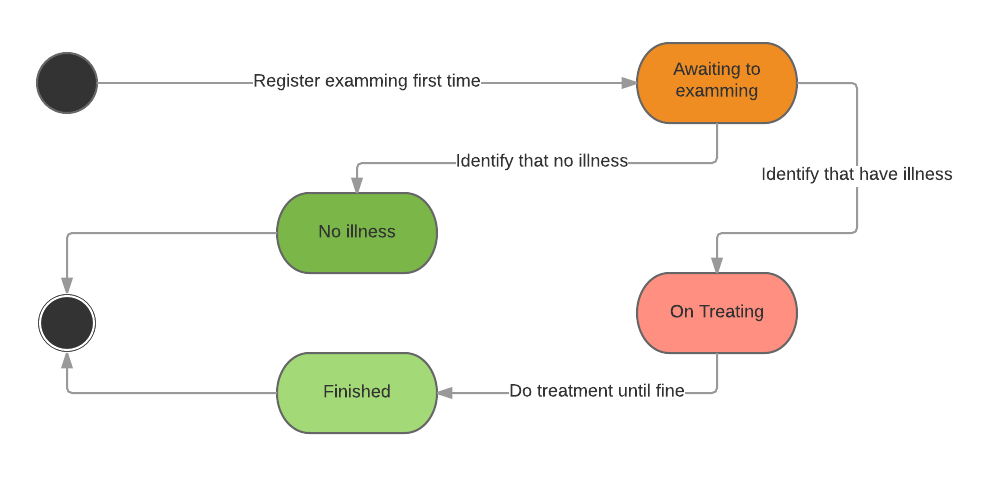 Register examming first time
Awaiting to
examming
Identify that no illness
Identify that have illness
No illness
On Treating
Finished
Do treatment until fine